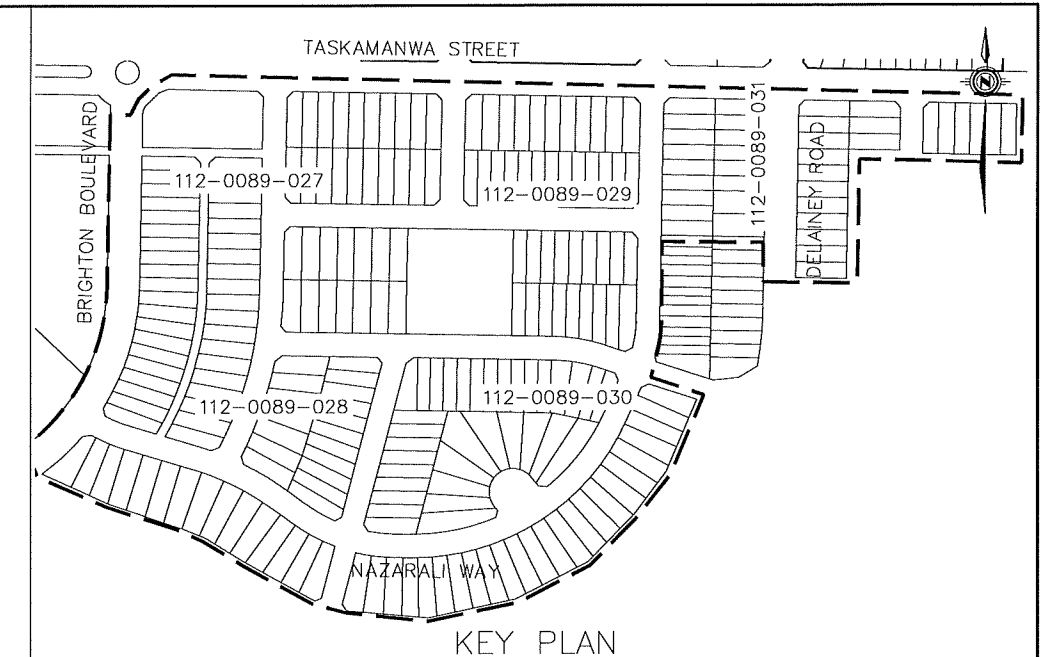 TASKAMANWA STREET
N
BRIGHTON BOULEVARD
112-0089-027
112-0089-029
112-0089-031
DELAINEY ROAD
112-0089-028
112-0089-030
NAZARALI WAY
KEY PLAN